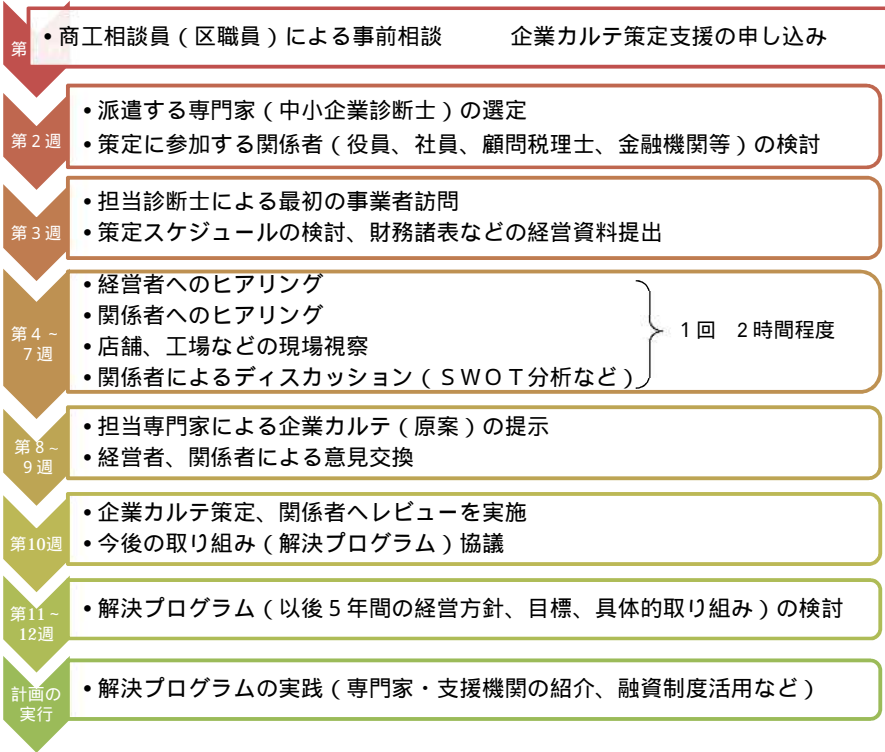 第
• 商工相談員（区職員）による事前相談　　　企業カルテ策定支援の申し込み
第２週
• 派遣する専門家（中小企業診断士）の選定
• 策定に参加する関係者（役員、社員、顧問税理士、金融機関等）の検討
第３週
• 担当診断士による最初の事業者訪問
• 策定スケジュールの検討、財務諸表などの経営資料提出
第４～
７週
• 経営者へのヒアリング
• 関係者へのヒアリング
• 店舗、工場などの現場視察
• 関係者によるディスカッション（ＳＷＯＴ分析など）
１回　２時間程度
第８～
９週
• 担当専門家による企業カルテ（原案）の提示
• 経営者、関係者による意見交換
第10週
• 企業カルテ策定、関係者へレビューを実施
• 今後の取り組み（解決プログラム）協議
第11～
12週
• 解決プログラム（以後５年間の経営方針、目標、具体的取り組み）の検討
計画の
実行
• 解決プログラムの実践（専門家・支援機関の紹介、融資制度活用など）